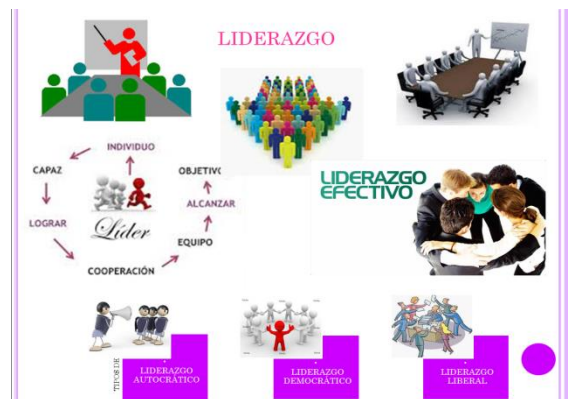 LIDERAZGO
INDIVIDUO
CAPAZ
LOGRAR
COOPERACIÓN
EQUIPO
ALCANZAR
OBJETIVO
Líder
LIDERAZGO
EFECTIVO
TIPOS DE
LIDERAZGO
AUTOCRÁTICO
LIDERAZGO
DEMOCRÁTICO
LIDERAZGO
LIBERAL